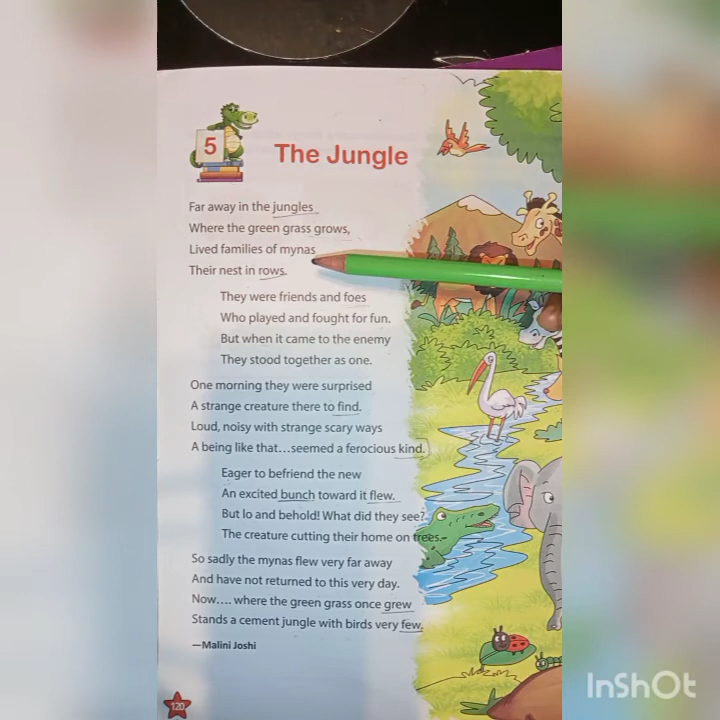 5
The Jungle
Far away in the jungles
Where the green grass grows,
Lived families of mynas
Their nest in rows.
They were friends and foes
Who played and fought for fun.
But when it came to the enemy
They stood together as one.
One morning they were surprised
A strange creature there to find.
Loud, noisy with strange scary ways
A being like that...seemed a ferocious kind.
Eager to befriend the new
An excited bunch toward it flew.
But lo and behold! What did they see?
The creature cutting their home on trees.
So sadly the mynas flew very far away
And have not returned to this very day.
Now.... where the green grass once grew
Stands a cement jungle with birds very few.
—Malini Joshi
120
InShOt